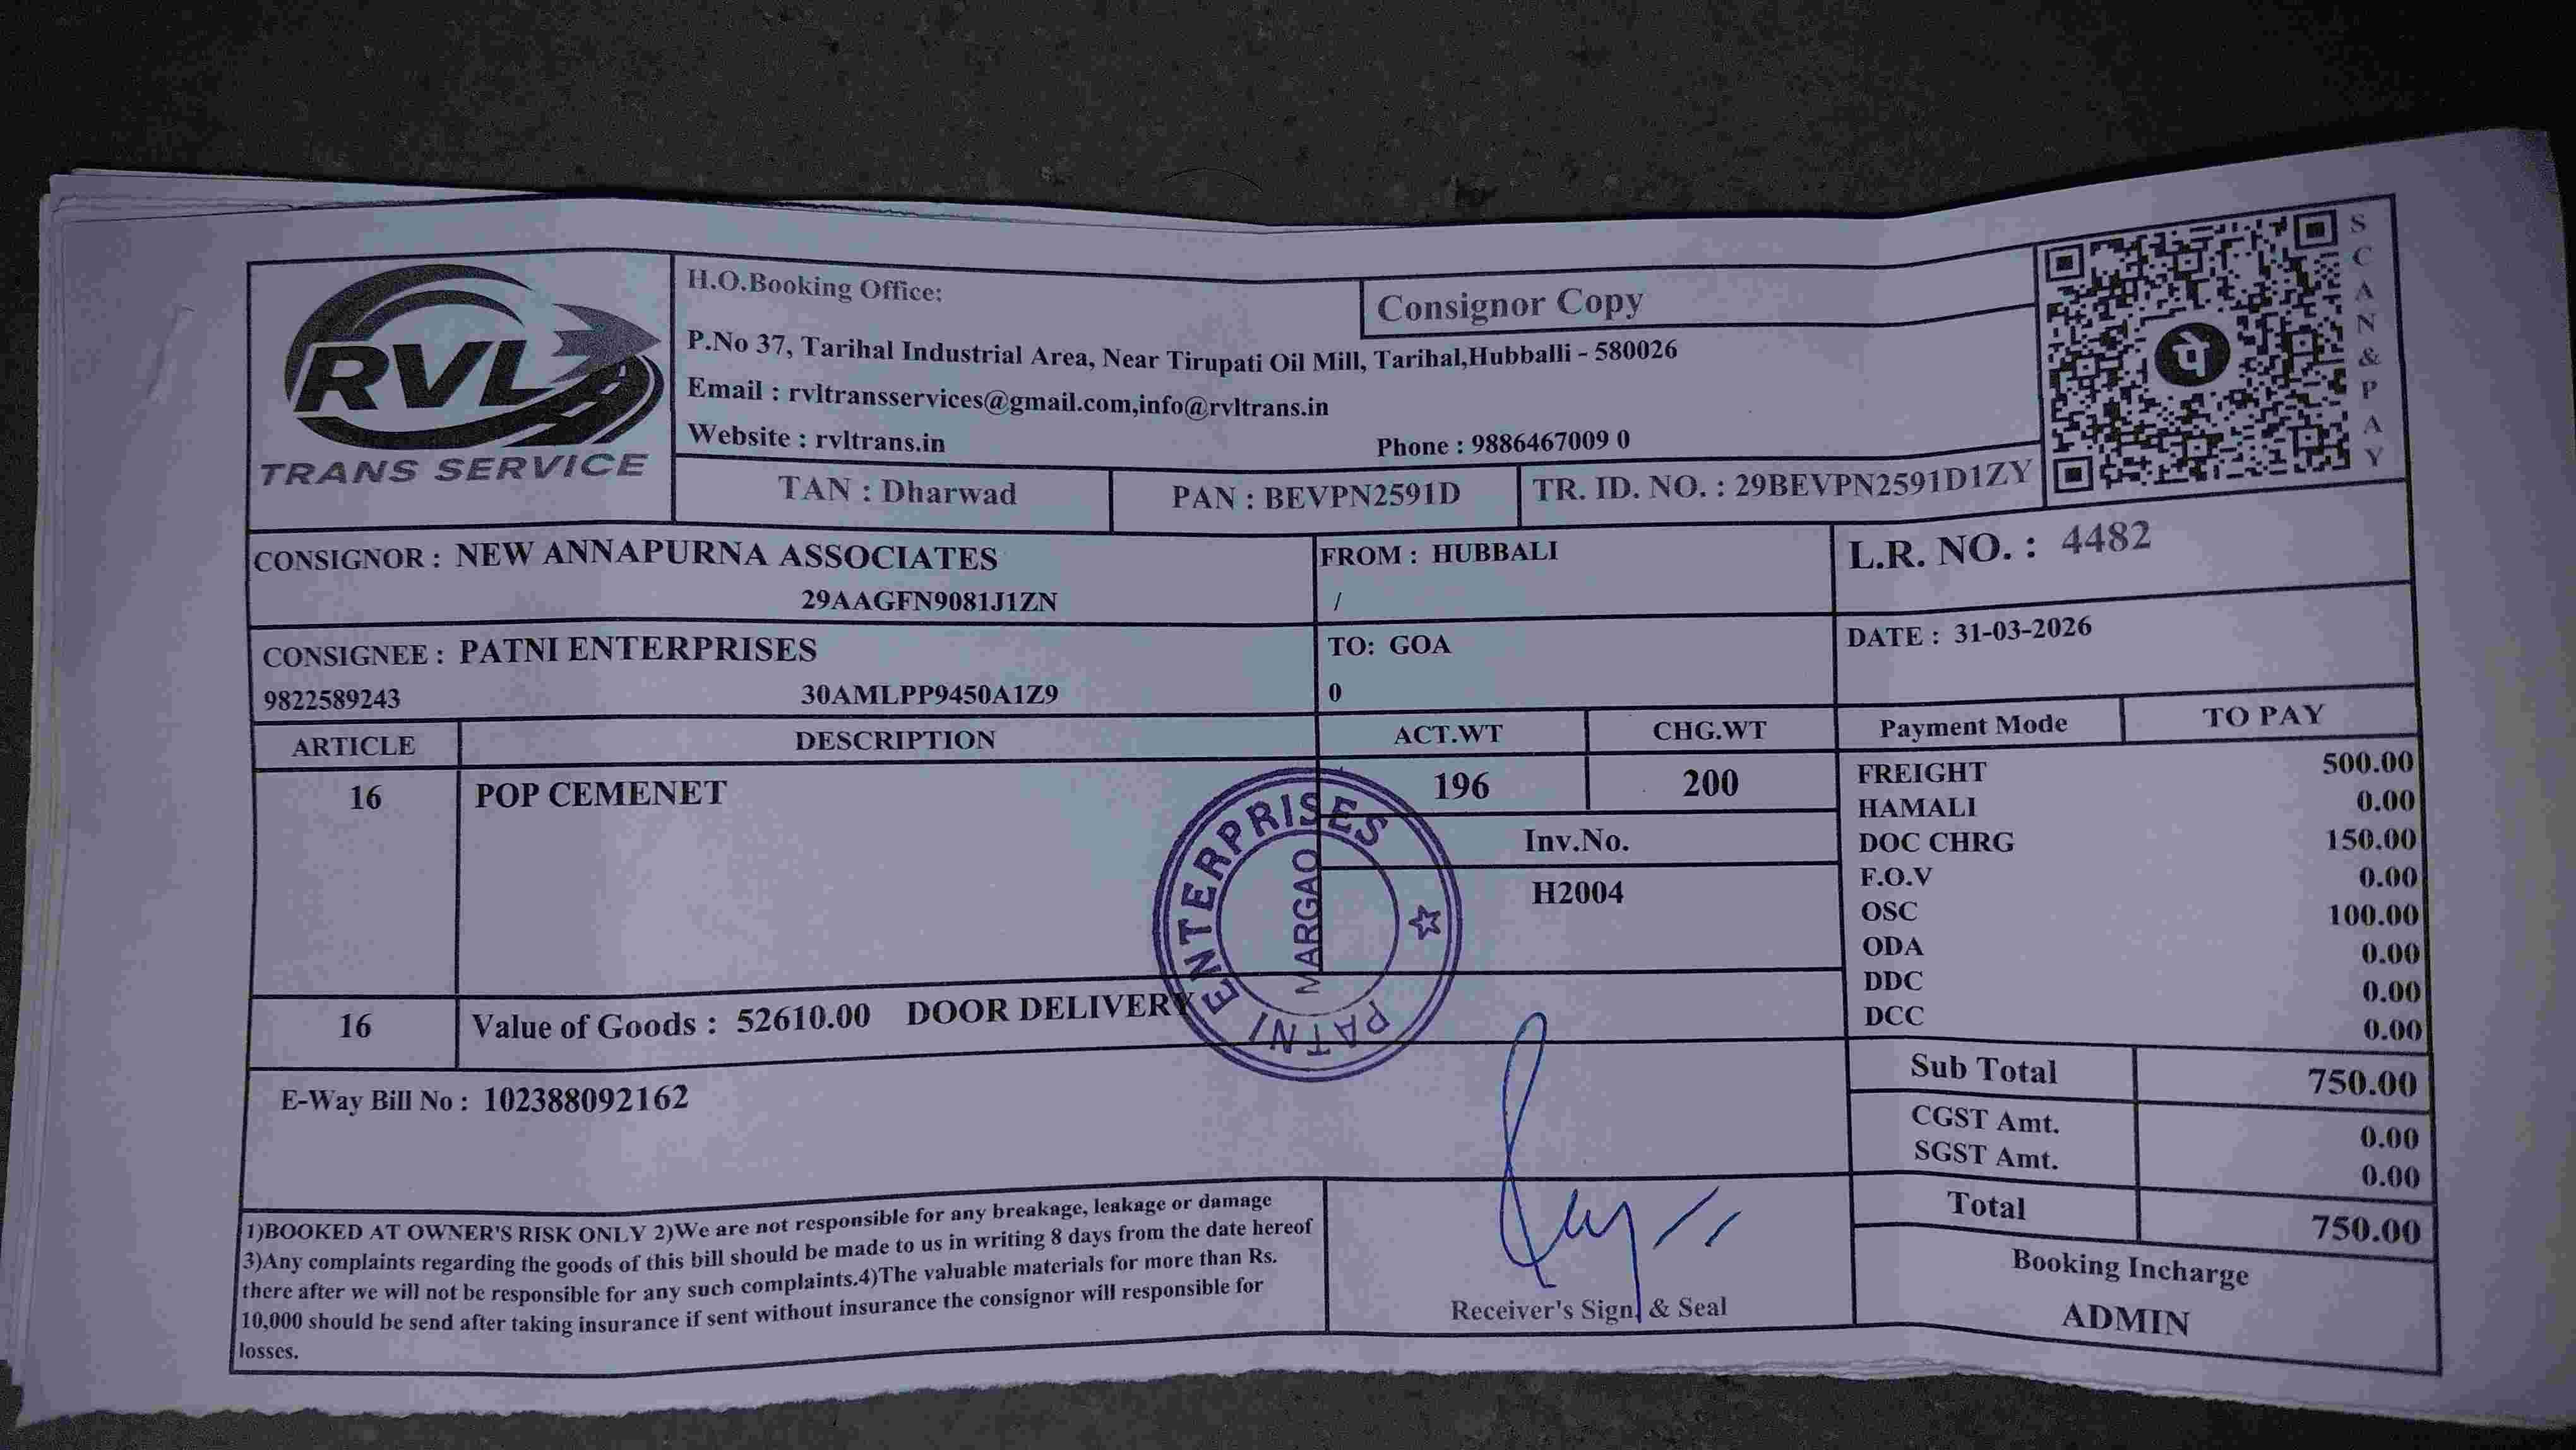 RVL
TRANS SERVICE
H.O.Booking Office:
Consignor Copy
P.No 37, Tarihal Industrial Area, Near Tirupati Oil Mill, Tarihal,Hubballi - 580026
Email : rvltransservices@gmail.com,info@rvltrans.in
Website : rvltrans.in Phone : 9886467009 0
TAN : Dharwad PAN : BEVPN2591D TR. ID. NO. : 29BEVPN2591D1ZY
SCAN&PAY
पे
CONSIGNOR : NEW ANNAPURNA ASSOCIATES
29AAGFN9081J1ZN
FROM : HUBBALI
/
L.R. NO. : 4482
CONSIGNEE : PATNI ENTERPRISES
9822589243 30AMLPP9450A1Z9
TO: GOA
0
DATE : 31-03-2026
ARTICLE DESCRIPTION ACT.WT CHG.WT Payment Mode TO PAY
16 POP CEMENET 196 200
Inv.No.
H2004
FREIGHT 500.00
HAMALI 0.00
DOC CHRG 150.00
F.O.V 0.00
OSC 100.00
ODA 0.00
DDC 0.00
DCC 0.00
PATNI ENTERPRISES
MARGAO
16 Value of Goods : 52610.00 DOOR DELIVERY
Sub Total 750.00
E-Way Bill No : 102388092162
CGST Amt. 0.00
SGST Amt. 0.00
Total 750.00
1)BOOKED AT OWNER'S RISK ONLY 2)We are not responsible for any breakage, leakage or damage
3)Any complaints regarding the goods of this bill should be made to us in writing 8 days from the date hereof
there after we will not be responsible for any such complaints.4)The valuable materials for more than Rs.
10,000 should be send after taking insurance if sent without insurance the consignor will responsible for
losses.
Receiver's Sign. & Seal
Booking Incharge
ADMIN